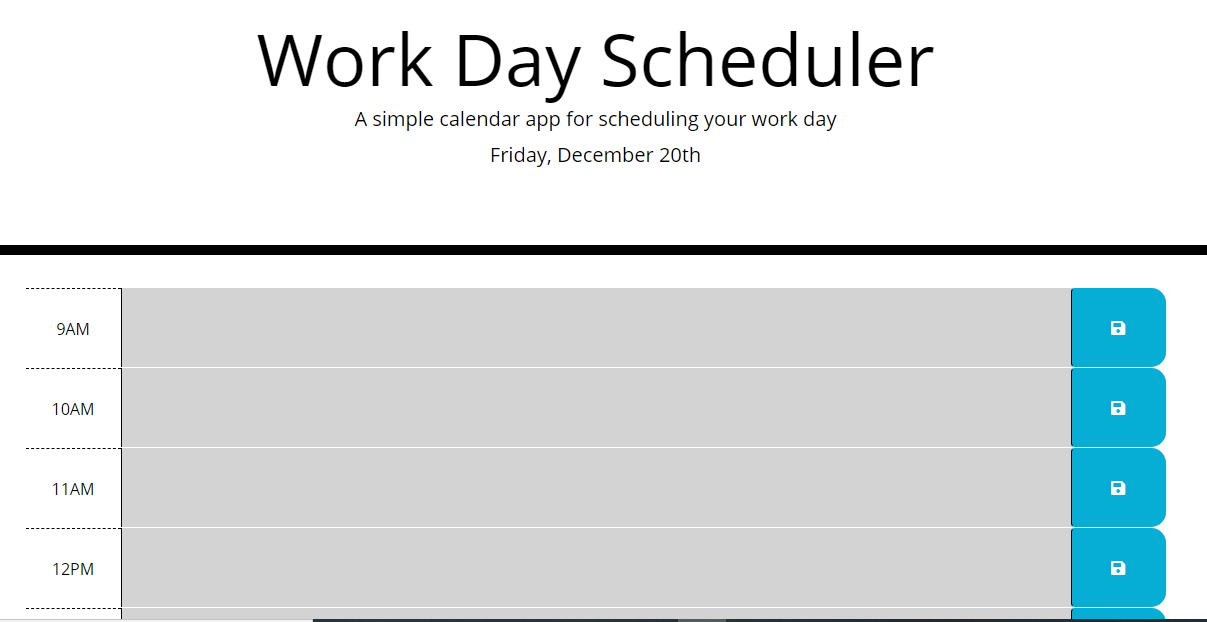 Work Day Scheduler
A simple calendar app for scheduling your work day
Friday, December 20th
9AM
10AM
11AM
12PM